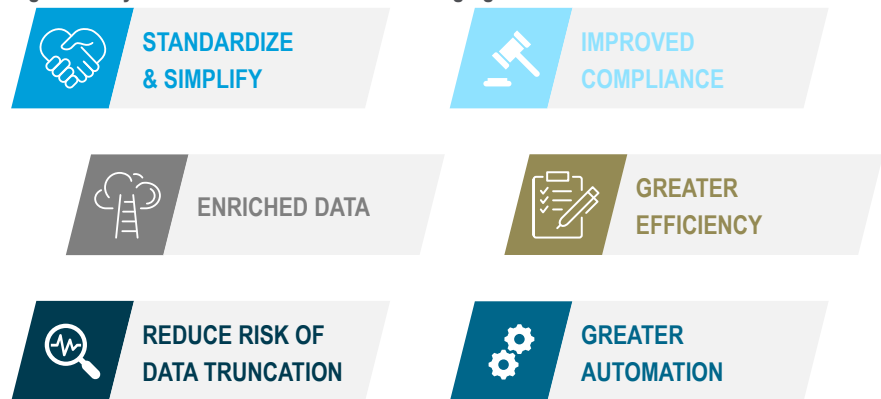 STANDARDIZE
& SIMPLIFY
IMPROVED
COMPLIANCE
ENRICHED DATA
GREATER
EFFICIENCY
REDUCE RISK OF
DATA TRUNCATION
GREATER
AUTOMATION